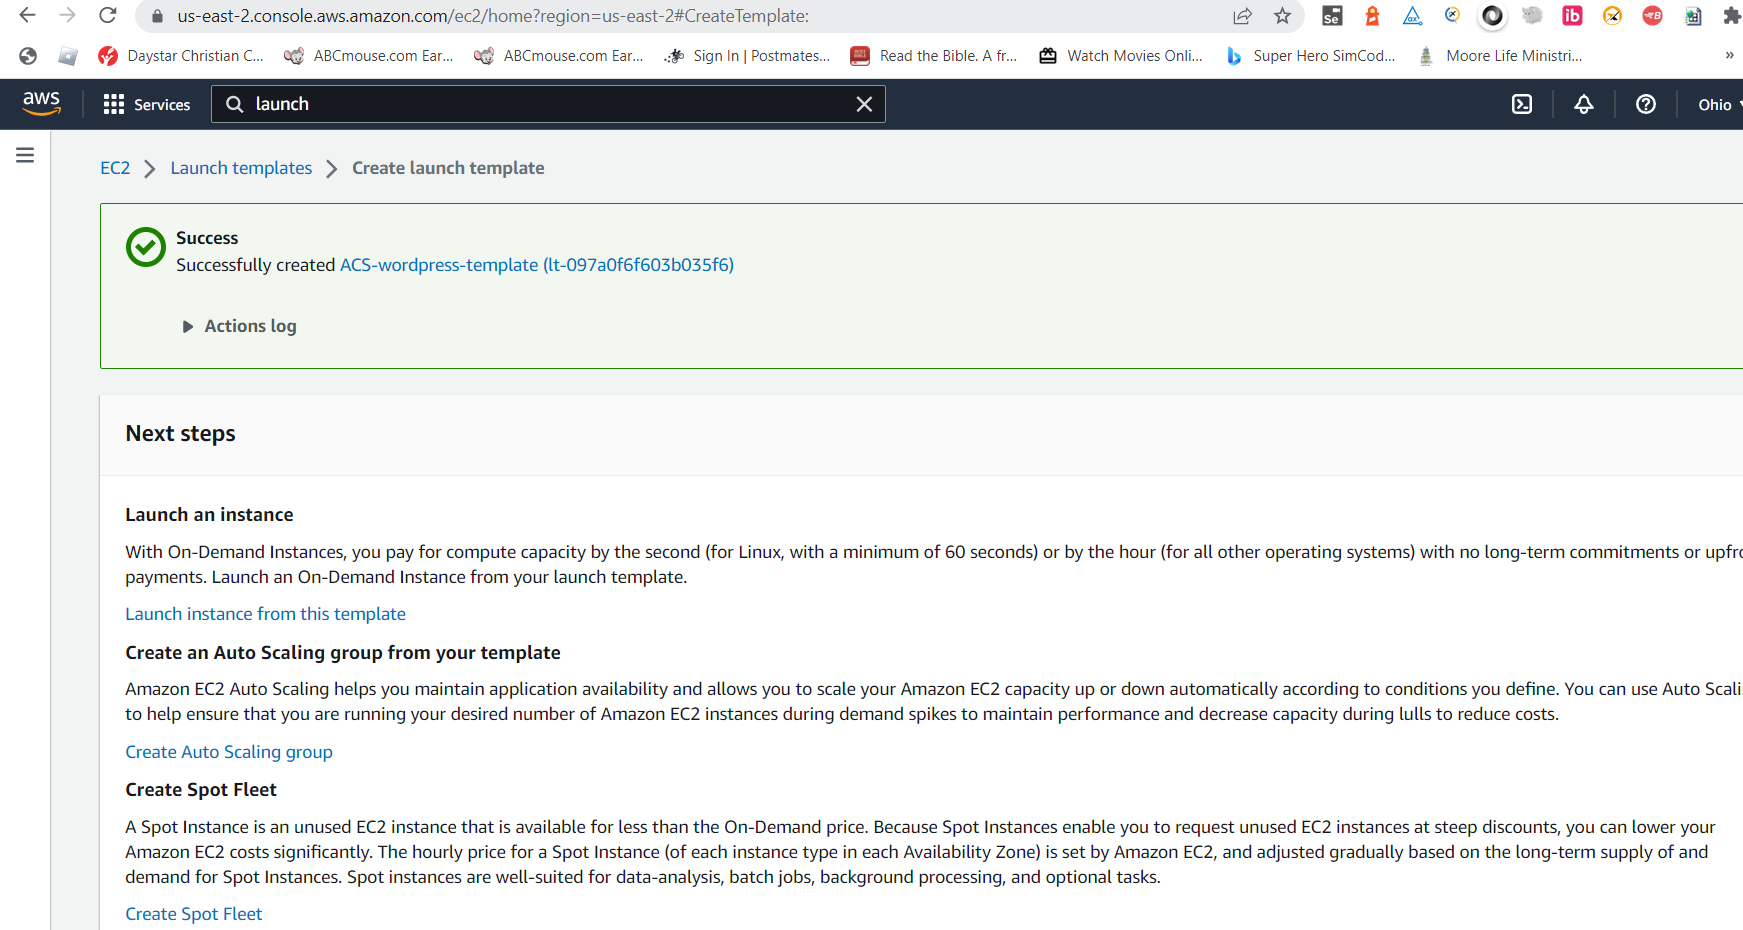 us-east-2.console.aws.amazon.com/ec2/home?region=us-east-2#CreateTemplate:
Daystar Christian C... ABCmouse.com Ear... ABCmouse.com Ear... Sign In | Postmates... Read the Bible. A fr... Watch Movies Onli... Super Hero SimCod... Moore Life Ministri... »
aws Services launch Ohio
EC2 Launch templates Create launch template
Success
Successfully created ACS-wordpress-template (lt-097a0f6f603b035f6)
Actions log
Next steps
Launch an instance
With On-Demand Instances, you pay for compute capacity by the second (for Linux, with a minimum of 60 seconds) or by the hour (for all other operating systems) with no long-term commitments or upfro
payments. Launch an On-Demand Instance from your launch template.
Launch instance from this template
Create an Auto Scaling group from your template
Amazon EC2 Auto Scaling helps you maintain application availability and allows you to scale your Amazon EC2 capacity up or down automatically according to conditions you define. You can use Auto Scali
to help ensure that you are running your desired number of Amazon EC2 instances during demand spikes to maintain performance and decrease capacity during lulls to reduce costs.
Create Auto Scaling group
Create Spot Fleet
A Spot Instance is an unused EC2 instance that is available for less than the On-Demand price. Because Spot Instances enable you to request unused EC2 instances at steep discounts, you can lower your
Amazon EC2 costs significantly. The hourly price for a Spot Instance (of each instance type in each Availability Zone) is set by Amazon EC2, and adjusted gradually based on the long-term supply of and
demand for Spot Instances. Spot instances are well-suited for data-analysis, batch jobs, background processing, and optional tasks.
Create Spot Fleet